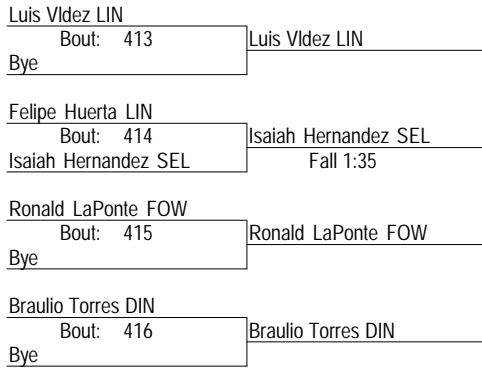 Luis Vldez LIN
Bout: 413
Luis Vldez LIN
Bye
Felipe Huerta LIN
Bout: 414
Isaiah Hernandez SEL
Isaiah Hernandez SEL
Fall 1:35
Ronald LaPonte FOW
Bout: 415
Ronald LaPonte FOW
Bye
Braulio Torres DIN
Bout: 416
Braulio Torres DIN
Bye